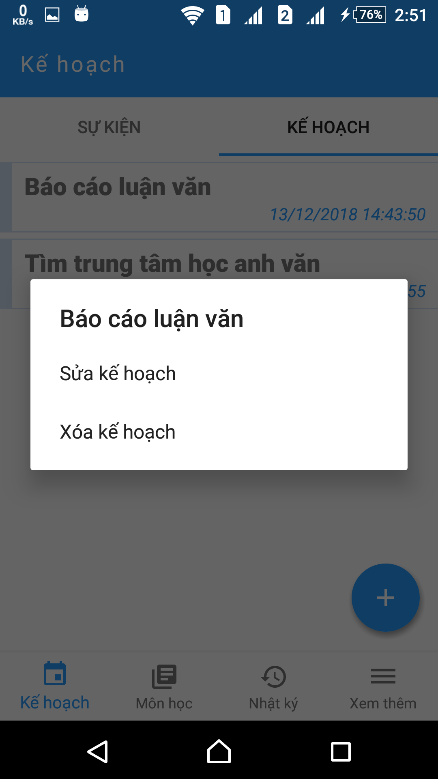 0
KB/s
1
2
76%
2:51
Kế hoạch
SỰ KIỆN
KẾ HOẠCH
Báo cáo luận văn
13/12/2018 14:43:50
Tìm trung tâm học anh văn
55
Báo cáo luận văn
Sửa kế hoạch
Xóa kế hoạch
Kế hoạch
Môn học
Nhật ký
Xem thêm